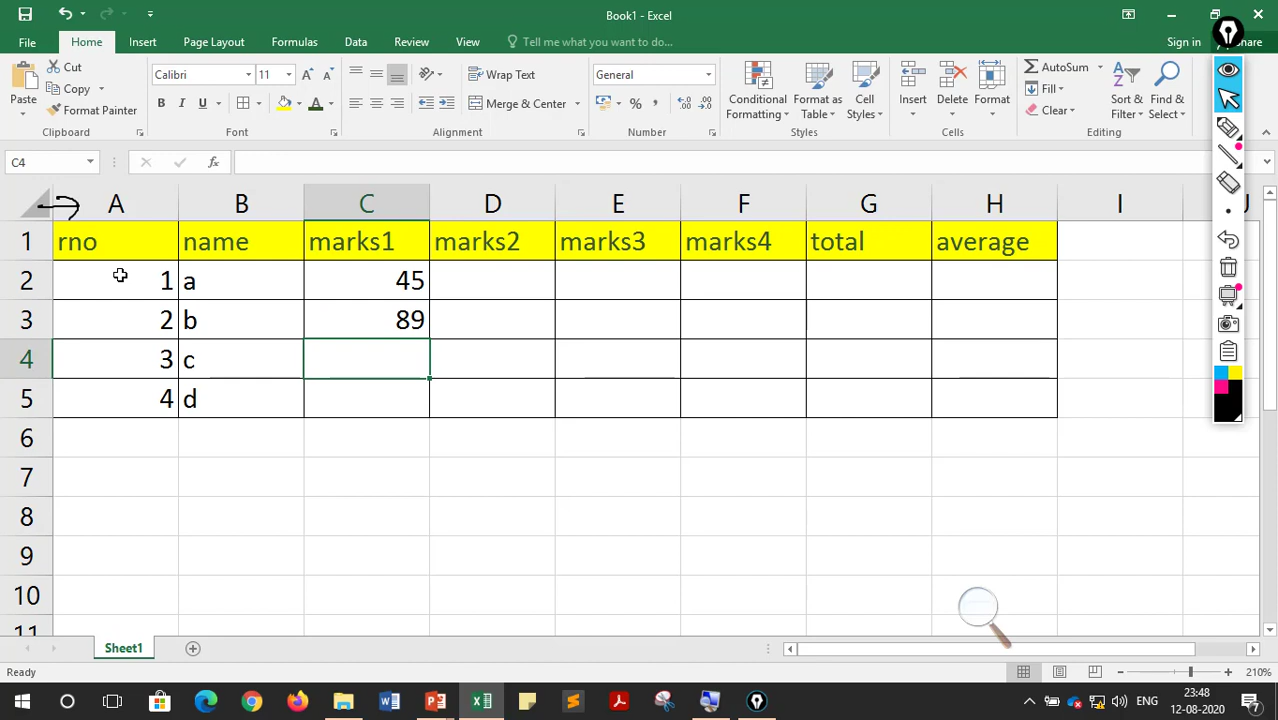 Book1 - Excel
File Home Insert Page Layout Formulas Data Review View Tell me what you want to do... Sign in Share
Paste Cut Copy Format Painter
Calibri 11
B I U A
Wrap Text
Merge & Center
General
% ,
Conditional Formatting Format as Table Cell Styles
Insert Delete Format
AutoSum Fill Clear
Sort & Filter Find & Select
Clipboard Font Alignment Number Styles Cells Editing
C4 fx
A B C D E F G H I J
1 rno name marks1 marks2 marks3 marks4 total average
2 1 a 45
3 2 b 89
4 3 c
5 4 d
6
7
8
9
10
11
Sheet1
Ready 210%
ENG 23:48
12-08-2020 7